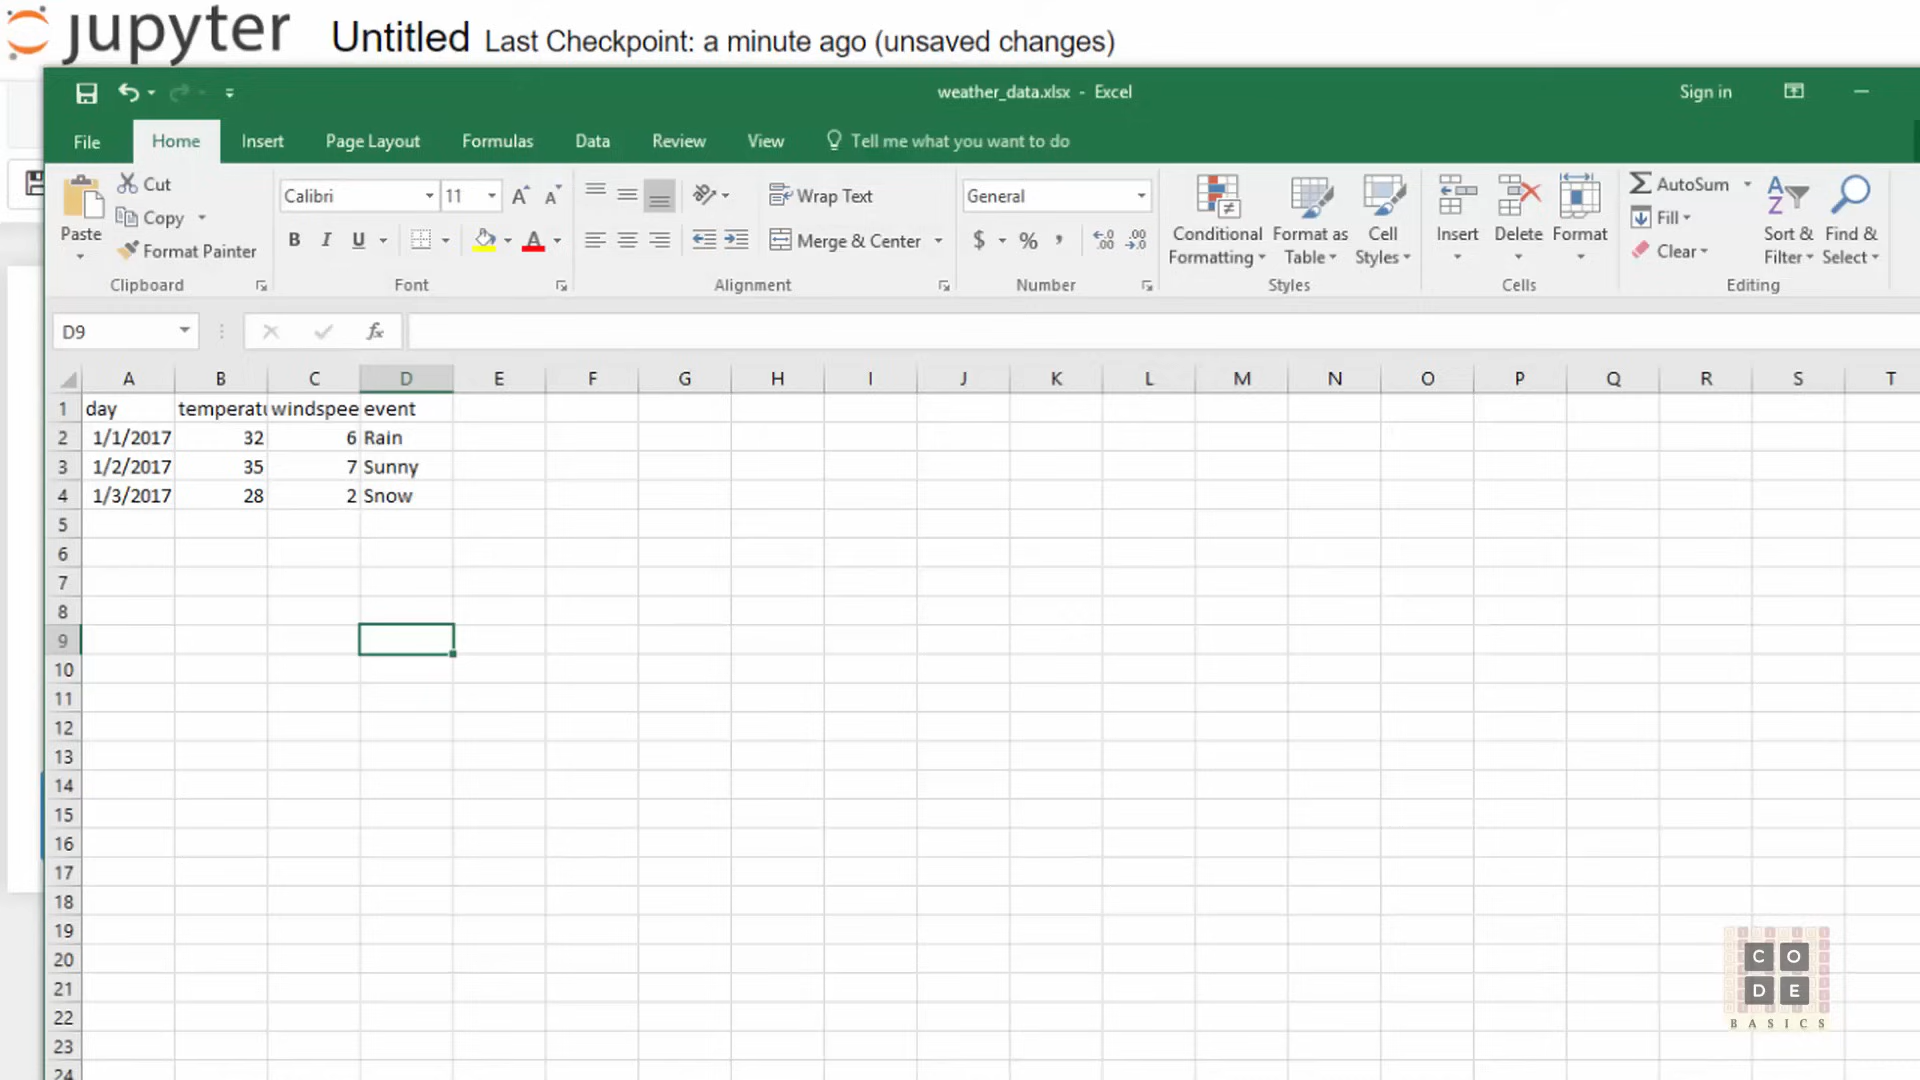 jupyter Untitled Last Checkpoint: a minute ago (unsaved changes)
weather_data.xlsx - Excel Sign in
File Home Insert Page Layout Formulas Data Review View Tell me what you want to do
Paste Cut Copy Format Painter
Calibri 11
B I U A
Wrap Text
Merge & Center
General
$ % ,
Conditional Formatting
Format as Table
Cell Styles
Insert Delete Format
AutoSum
Fill
Clear
Sort & Filter
Find & Select
Clipboard Font Alignment Number Styles Cells Editing
D9 fx
A B C D E F G H I J K L M N O P Q R S T
1 day temperatu windspee event
2 1/1/2017 32 6 Rain
3 1/2/2017 35 7 Sunny
4 1/3/2017 28 2 Snow
5
6
7
8
9
10
11
12
13
14
15
16
17
18
19
20
21
22
23
24
CODE
BASICS